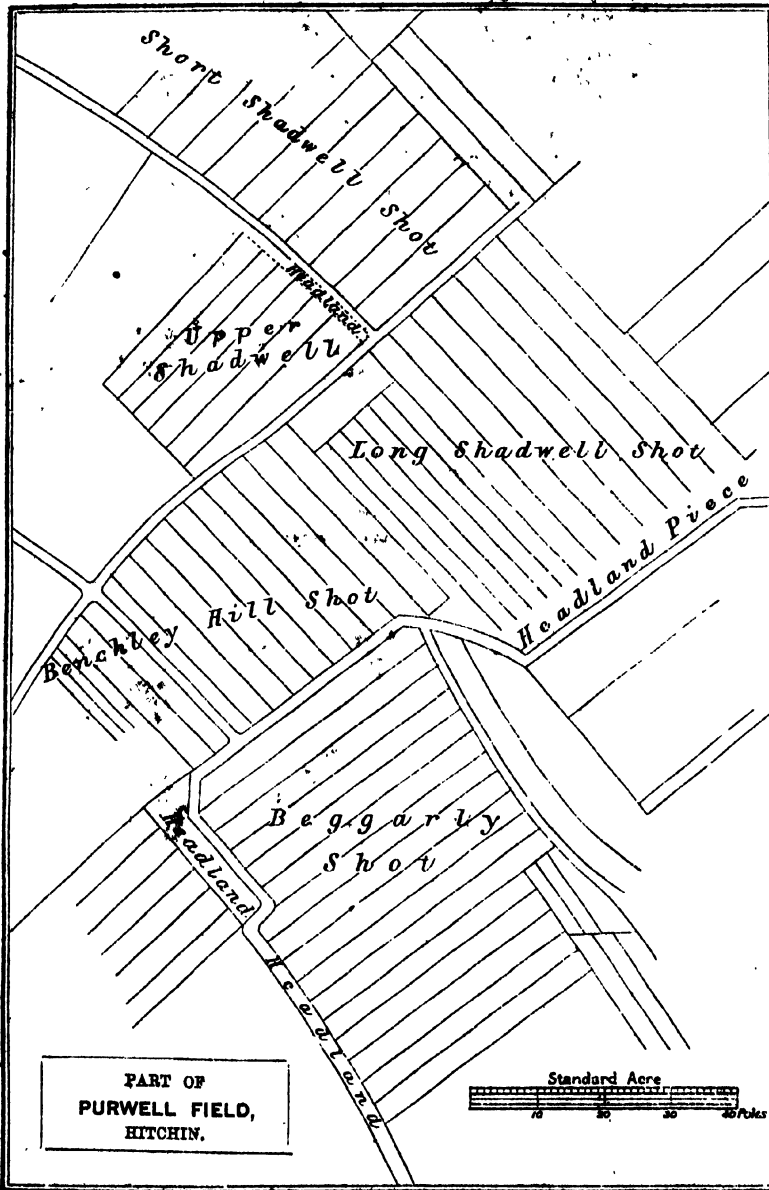 Short Shadwell Shot
Headland
Upper
Shadwell
Long Shadwell Shot
Headland Piece
Benchley Hill Shot
Beggarly
Shot
Headland
Headland
PART OF
PURWELL FIELD,
HITCHIN.
Standard Acre
10 20 30 40 Poles